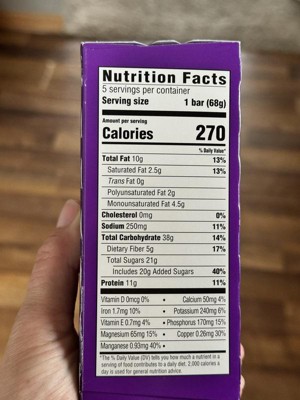 Nutrition Facts
5 servings per container
Serving size 1 bar (68g)
Amount per serving
Calories 270
% Daily Value*
Total Fat 10g 13%
Saturated Fat 2.5g 13%
Trans Fat 0g
Polyunsaturated Fat 2g
Monounsaturated Fat 4.5g
Cholesterol 0mg 0%
Sodium 250mg 11%
Total Carbohydrate 38g 14%
Dietary Fiber 5g 17%
Total Sugars 21g
Includes 20g Added Sugars 40%
Protein 11g 11%
Vitamin D 0mcg 0% • Calcium 50mg 4%
Iron 1.7mg 10% • Potassium 240mg 6%
Vitamin E 0.7mg 4% • Phosphorus 170mg 15%
Magnesium 65mg 15% • Copper 0.26mg 30%
Manganese 0.93mg 40% •
*The % Daily Value (DV) tells you how much a nutrient in a
serving of food contributes to a daily diet. 2,000 calories a
day is used for general nutrition advice.